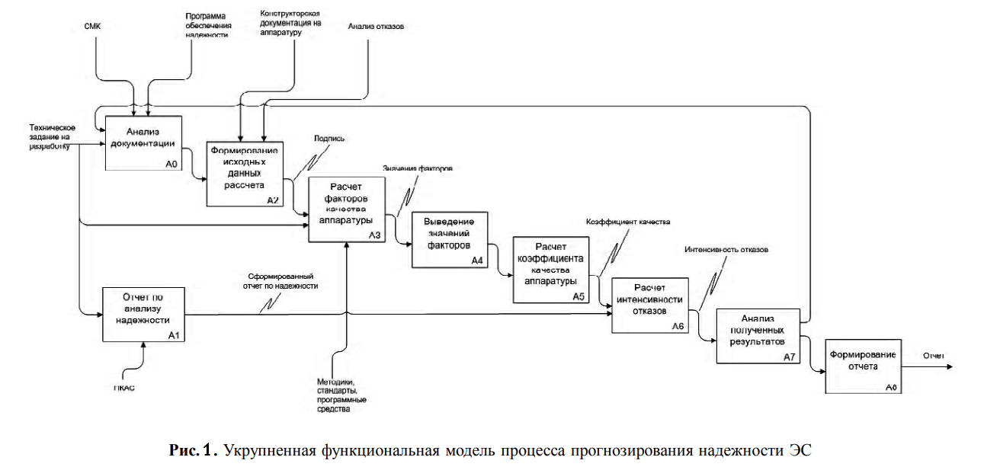 СМК
Программа
обеспечения
надежности
Конструкторская
документация на
аппаратуру
Анализ отказов
Техническое
задание на
разработку
Анализ
документации
A0
Формирование
исходных
данных
рассчета
A2
Подпись
Расчет
факторов
качества
аппаратуры
A3
Значения факторов
Выведение
значений
факторов
A4
Расчет
коэффициента
качества
аппаратуры
A5
Коэффициент качества
Расчет
интенсивности
отказов
A6
Интенсивность отказов
Отчет по
анализу
надежности
A1
Сформированный
отчет по надежности
ПКАС
Методики,
стандарты,
программные
средства
Анализ
полученных
результатов
A7
Формирование
отчета
A8
Отчет
Рис. 1. Укрупненная функциональная модель процесса прогнозирования надежности ЭС